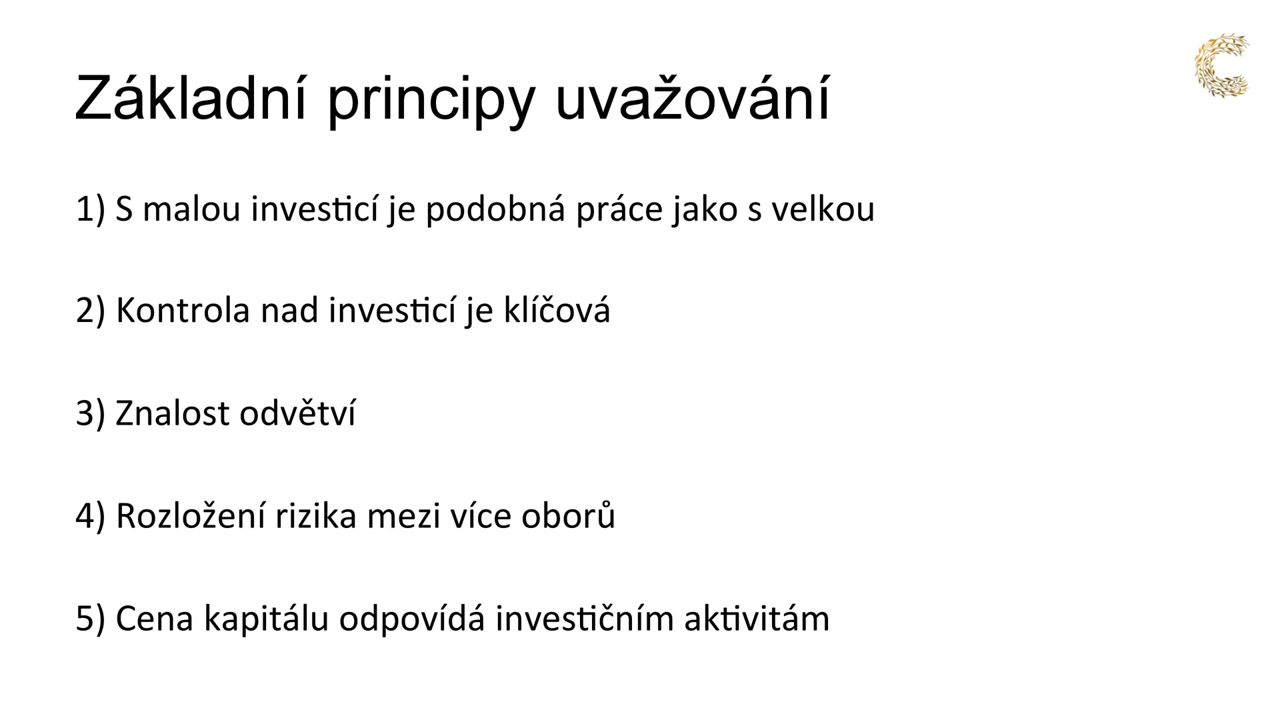 Základní principy uvažování
1) S malou investicí je podobná práce jako s velkou
2) Kontrola nad investicí je klíčová
3) Znalost odvětví
4) Rozložení rizika mezi více oborů
5) Cena kapitálu odpovídá investičním aktivitám